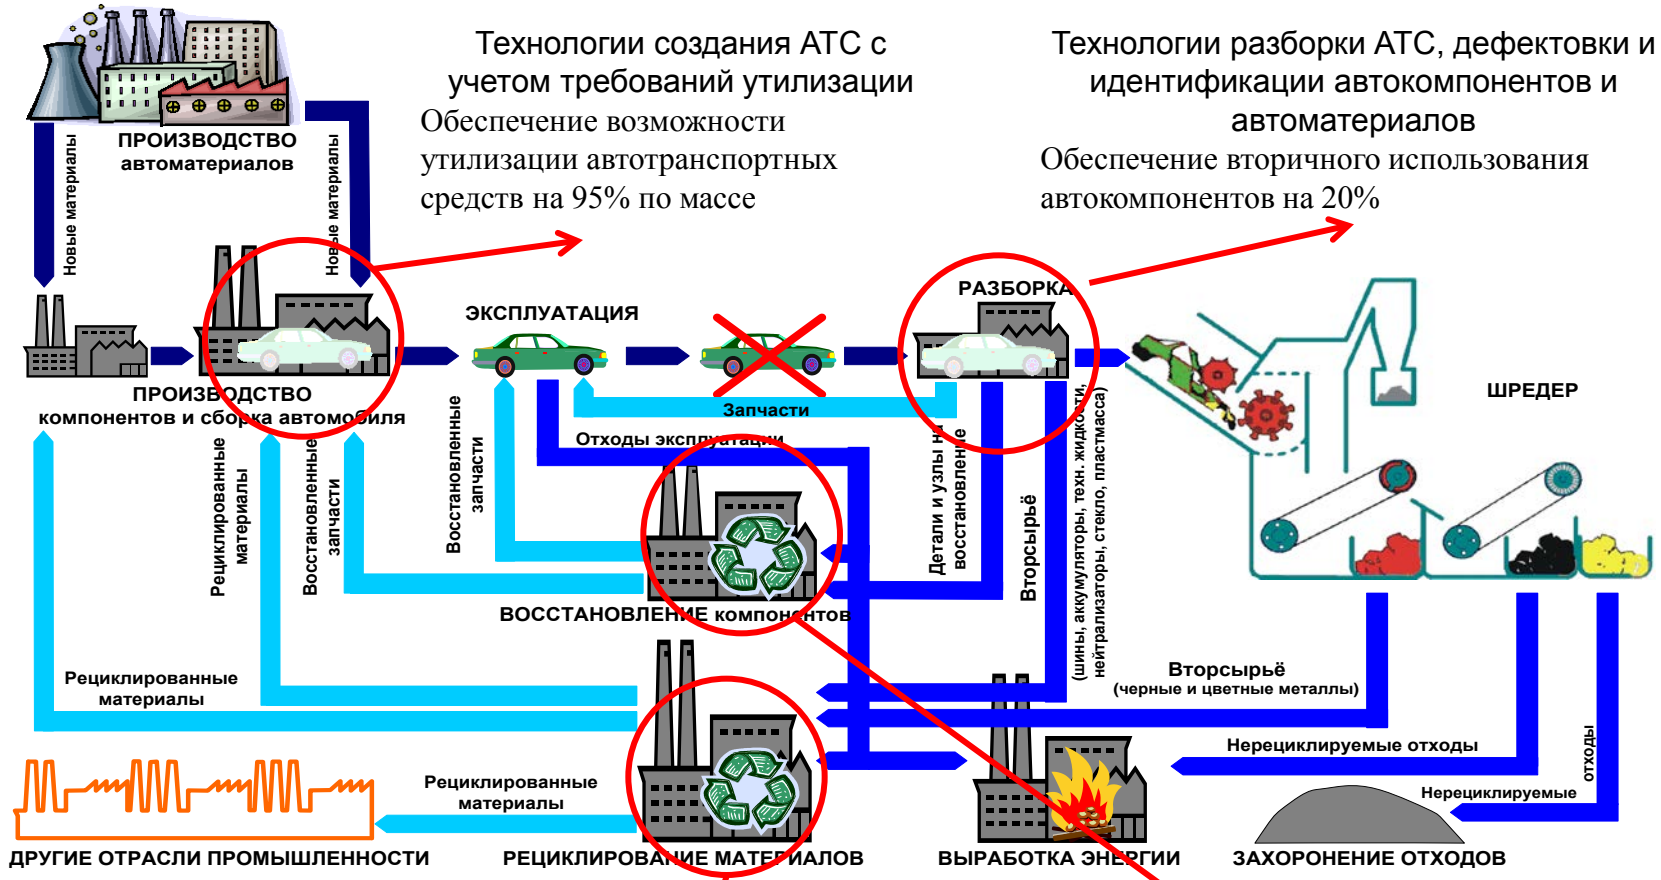 Технологии создания АТС с
учетом требований утилизации
Обеспечение возможности
утилизации автотранспортных
средств на 95% по массе
Технологии разборки АТС, дефектовки и
идентификации автокомпонентов и
автоматериалов
Обеспечение вторичного использования
автокомпонентов на 20%
ПРОИЗВОДСТВО
автоматериалов
Новые материалы
Новые материалы
ЭКСПЛУАТАЦИЯ
РАЗБОРКА
ШРЕДЕР
ПРОИЗВОДСТВО
компонентов и сборка автомобиля
Запчасти
Отходы эксплуатации
Рециклированные
материалы
Восстановленные
запчасти
Восстановленные
запчасти
Детали и узлы на
восстановление
Вторсырьё
(шины, аккумуляторы, техн. жидкости,
нейтрализаторы, стекло, пластмасса)
ВОССТАНОВЛЕНИЕ компонентов
Рециклированные
материалы
Вторсырьё
(черные и цветные металлы)
Нерециклируемые отходы
отходы
Нерециклируемые
Рециклированные
материалы
ДРУГИЕ ОТРАСЛИ ПРОМЫШЛЕННОСТИ
РЕЦИКЛИРОВАНИЕ МАТЕРИАЛОВ
ВЫРАБОТКА ЭНЕРГИИ
ЗАХОРОНЕНИЕ ОТХОДОВ